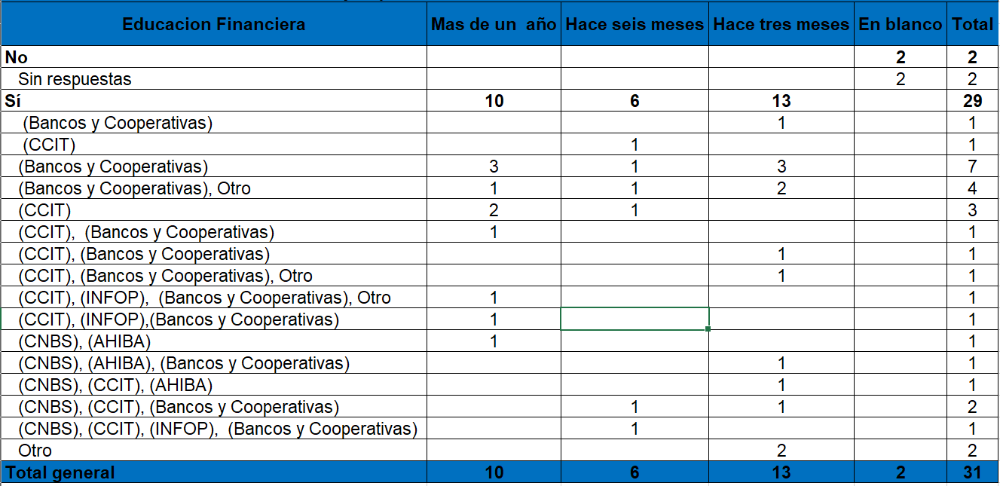 Educacion Financiera Mas de un año Hace seis meses Hace tres meses En blanco Total
No 2 2
Sin respuestas 2 2
Sí 10 6 13 29
(Bancos y Cooperativas) 1 1
(CCIT) 1 1
(Bancos y Cooperativas) 3 1 3 7
(Bancos y Cooperativas), Otro 1 1 2 4
(CCIT) 2 1 3
(CCIT), (Bancos y Cooperativas) 1 1
(CCIT), (Bancos y Cooperativas) 1 1
(CCIT), (Bancos y Cooperativas), Otro 1 1
(CCIT), (INFOP), (Bancos y Cooperativas), Otro 1 1
(CCIT), (INFOP),(Bancos y Cooperativas) 1 1
(CNBS), (AHIBA) 1 1
(CNBS), (AHIBA), (Bancos y Cooperativas) 1 1
(CNBS), (CCIT), (AHIBA) 1 1
(CNBS), (CCIT), (Bancos y Cooperativas) 1 1 2
(CNBS), (CCIT), (INFOP), (Bancos y Cooperativas) 1 1
Otro 2 2
Total general 10 6 13 2 31